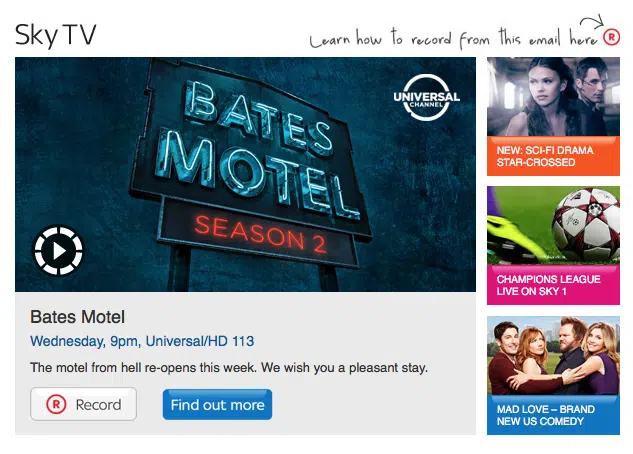 Sky TV
Learn how to record from this email here R
BATES
MOTEL
SEASON 2
UNIVERSAL
CHANNEL
NEW: SCI-FI DRAMA
STAR-CROSSED
CHAMPIONS LEAGUE
LIVE ON SKY 1
Bates Motel
Wednesday, 9pm, Universal/HD 113
The motel from hell re-opens this week. We wish you a pleasant stay.
R Record
Find out more
MAD LOVE – BRAND
NEW US COMEDY